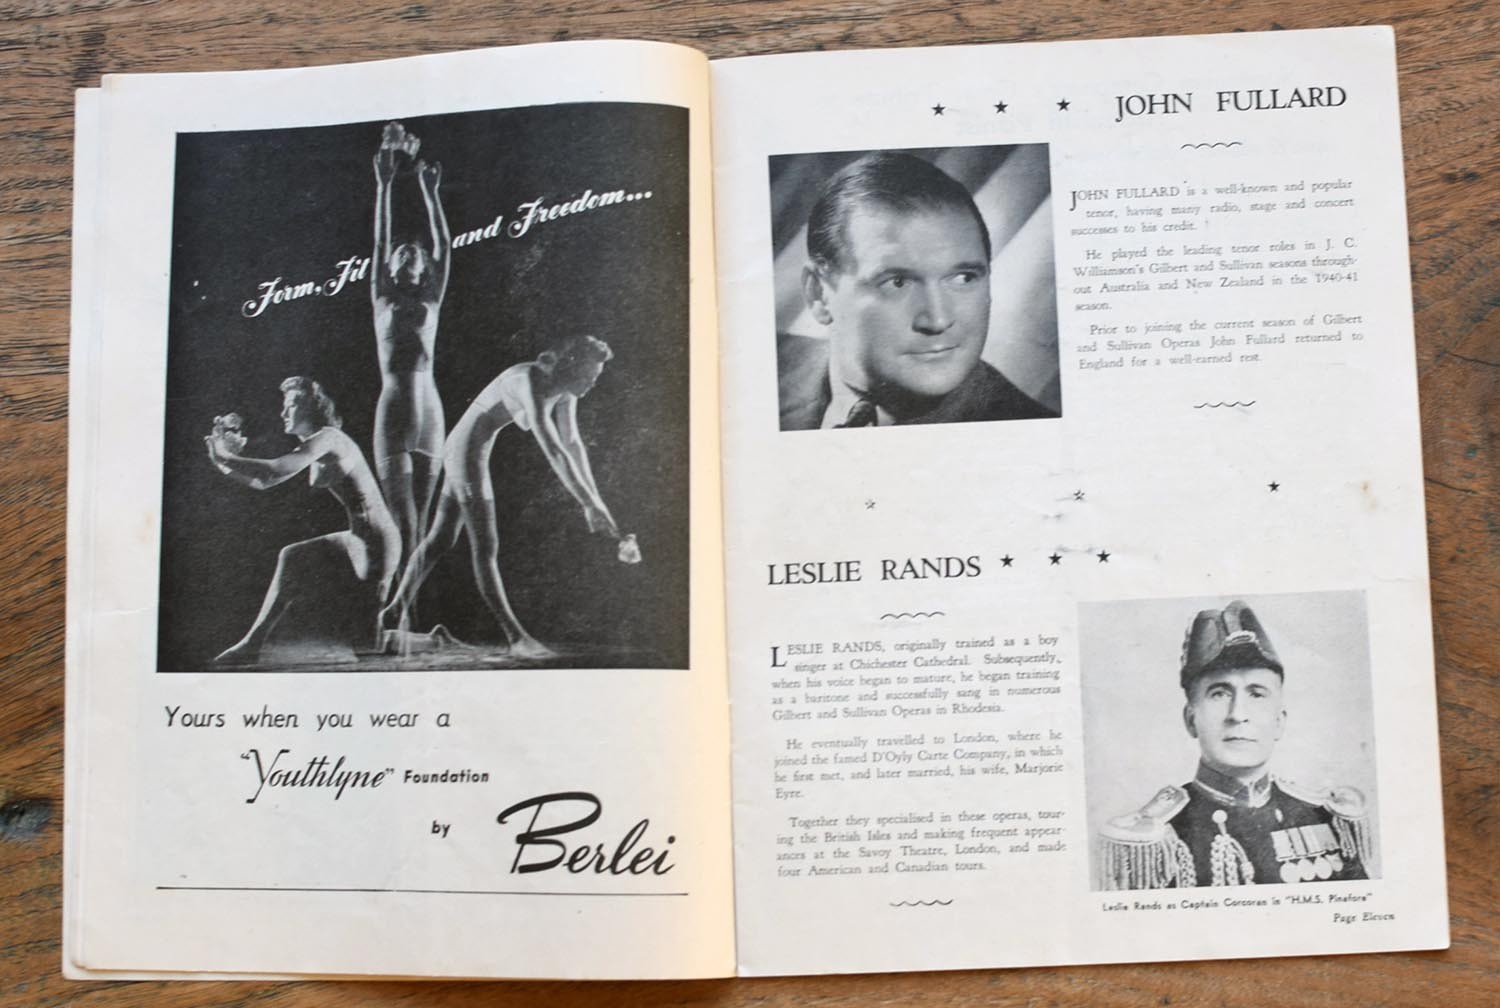 Form, Fit and Freedom...
Yours when you wear a
"Youthlyne" Foundation
by
Berlei
JOHN FULLARD
JOHN FULLARD is a well-known and popular
tenor, having many radio, stage and concert
successes to his credit.
He played the leading tenor roles in J. C.
Williamson's Gilbert and Sullivan seasons through-
out Australia and New Zealand in the 1940-41
season.
Prior to joining the current season of Gilbert
and Sullivan Operas John Fullard returned to
England for a well-earned rest.
LESLIE RANDS
LESLIE RANDS, originally trained as a boy
singer at Chichester Cathedral. Subsequently,
when his voice began to mature, he began training
as a baritone and successfully sang in numerous
Gilbert and Sullivan Operas in Rhodesia.
He eventually travelled to London, where he
joined the famed D'Oyly Carte Company, in which
he first met, and later married, his wife, Marjorie
Eyre.
Together they specialised in these operas, tour-
ing the British Isles and making frequent appear-
ances at the Savoy Theatre, London, and made
four American and Canadian tours.
Leslie Rands as Captain Corcoran in "H.M.S. Pinafore"
Page Eleven